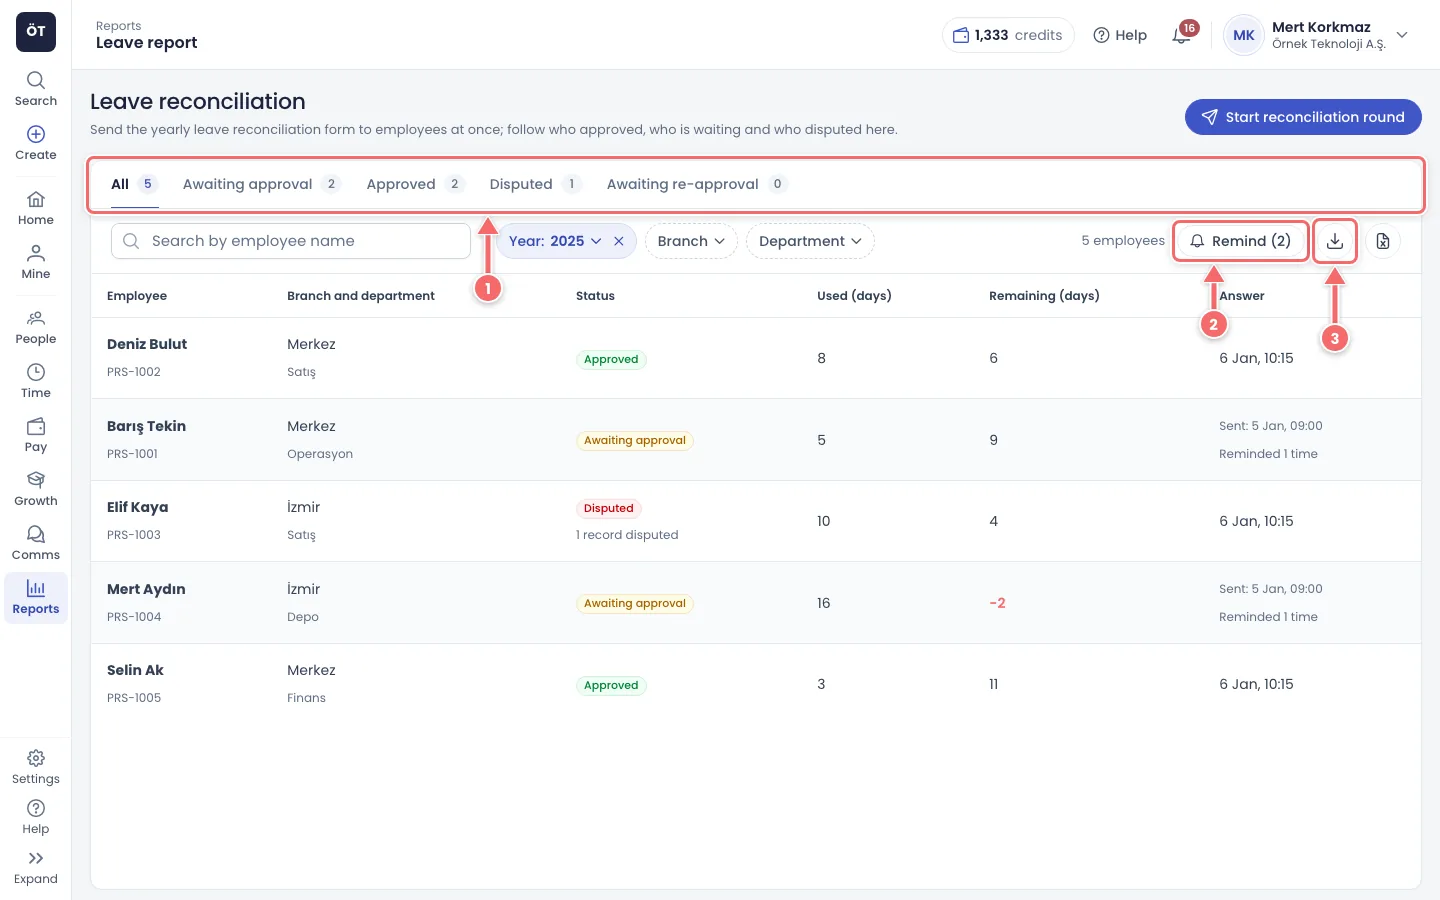 ÖT
Search
Create
Home
Mine
People
Time
Pay
Growth
Comms
Reports
Settings
Help
Expand
Reports
Leave report
1,333 credits
Help
16
MK
Mert Korkmaz
Örnek Teknoloji A.Ş.
Leave reconciliation
Send the yearly leave reconciliation form to employees at once; follow who approved, who is waiting and who disputed here.
Start reconciliation round
All 5 Awaiting approval 2 Approved 2 Disputed 1 Awaiting re-approval 0
Search by employee name
Year: 2025
Branch
Department
5 employees
Remind (2)
1
2
3
Employee Branch and department Status Used (days) Remaining (days) Answer
Deniz Bulut Merkez
PRS-1002 Satış
Approved 8 6 6 Jan, 10:15
Barış Tekin Merkez Sent: 5 Jan, 09:00
Awaiting approval 5 9
PRS-1001 Operasyon Reminded 1 time
Elif Kaya İzmir Disputed
10 4 6 Jan, 10:15
PRS-1003 Satış 1 record disputed
Mert Aydın İzmir Sent: 5 Jan, 09:00
Awaiting approval 16 -2
PRS-1004 Depo Reminded 1 time
Selin Ak Merkez
Approved 3 11 6 Jan, 10:15
PRS-1005 Finans